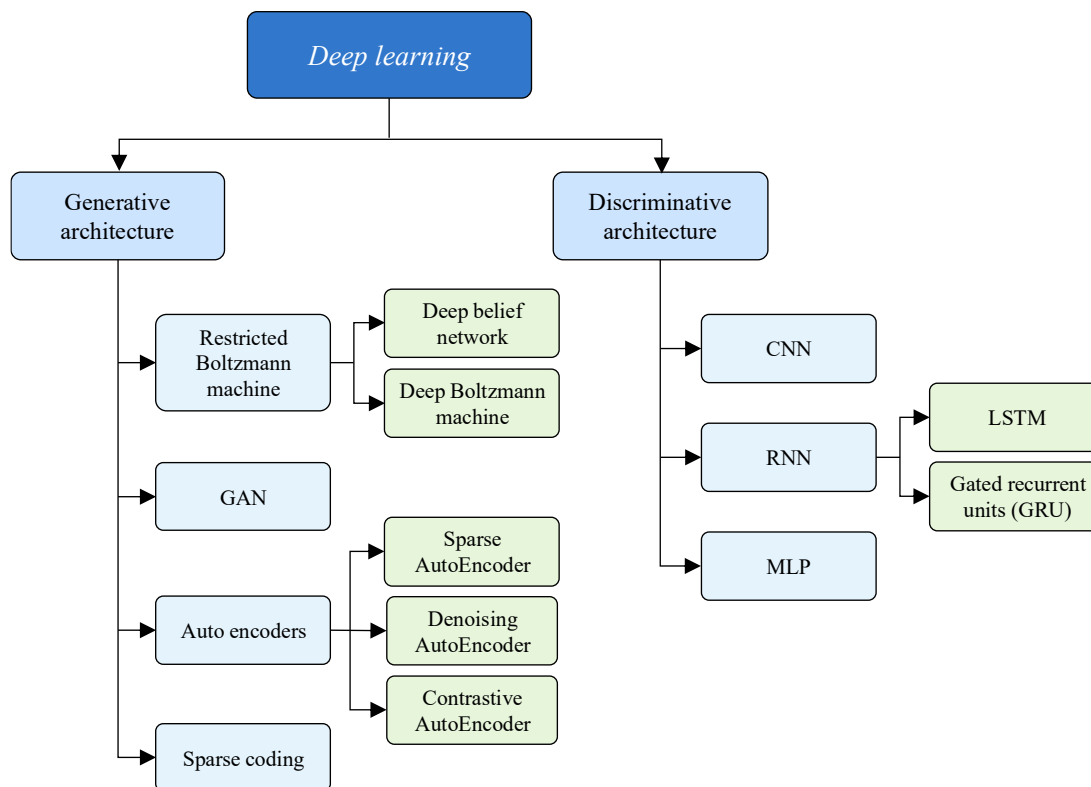 Deep learning
Generative
architecture
Discriminative
architecture
Restricted
Boltzmann
machine
Deep belief
network
Deep Boltzmann
machine
GAN
Auto encoders
Sparse
AutoEncoder
Denoising
AutoEncoder
Contrastive
AutoEncoder
Sparse coding
CNN
RNN
LSTM
Gated recurrent
units (GRU)
MLP